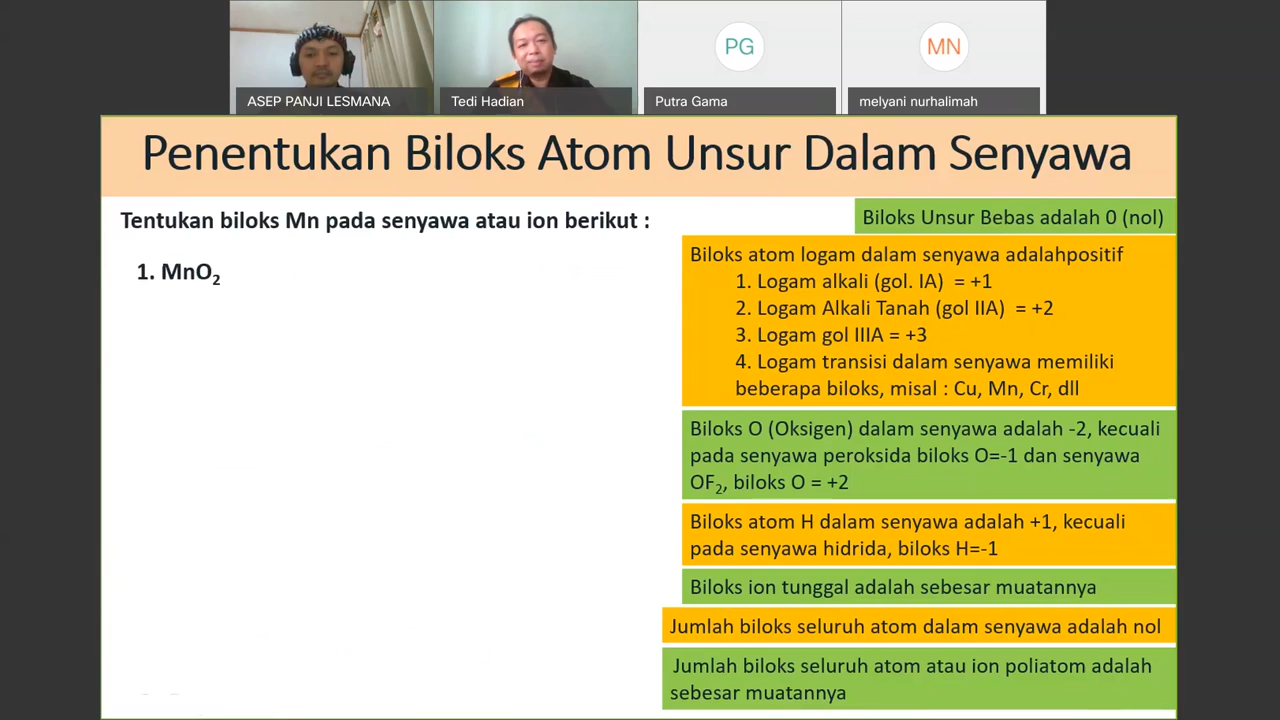 PG
MN
ASEP PANJI LESMANA
Tedi Hadian
Putra Gama
melyani nurhalimah
Penentukan Biloks Atom Unsur Dalam Senyawa
Tentukan biloks Mn pada senyawa atau ion berikut :
1. MnO₂
Biloks Unsur Bebas adalah 0 (nol)
Biloks atom logam dalam senyawa adalahpositif
1. Logam alkali (gol. IA) = +1
2. Logam Alkali Tanah (gol IIA) = +2
3. Logam gol IIIA = +3
4. Logam transisi dalam senyawa memiliki
beberapa biloks, misal : Cu, Mn, Cr, dll
Biloks O (Oksigen) dalam senyawa adalah -2, kecuali
pada senyawa peroksida biloks O=-1 dan senyawa
OF₂, biloks O = +2
Biloks atom H dalam senyawa adalah +1, kecuali
pada senyawa hidrida, biloks H=-1
Biloks ion tunggal adalah sebesar muatannya
Jumlah biloks seluruh atom dalam senyawa adalah nol
Jumlah biloks seluruh atom atau ion poliatom adalah
sebesar muatannya